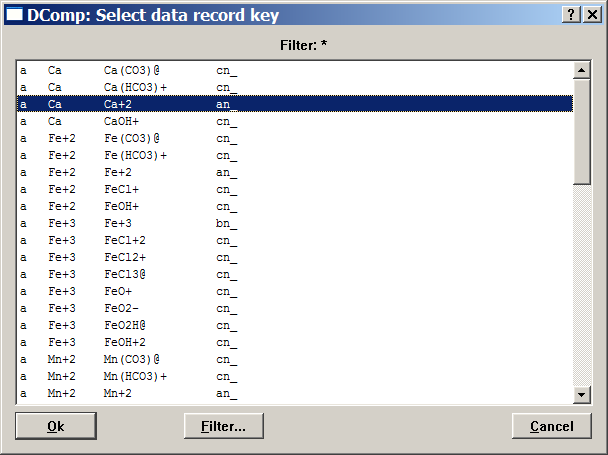 DComp: Select data record key
Filter: *
a Ca Ca(CO3)@ cn_
a Ca Ca(HCO3)+ cn_
a Ca Ca+2 an_
a Ca CaOH+ cn_
a Fe+2 Fe(CO3)@ cn_
a Fe+2 Fe(HCO3)+ cn_
a Fe+2 Fe+2 an_
a Fe+2 FeCl+ cn_
a Fe+2 FeOH+ cn_
a Fe+3 Fe+3 bn_
a Fe+3 FeCl+2 cn_
a Fe+3 FeCl2+ cn_
a Fe+3 FeCl3@ cn_
a Fe+3 FeO+ cn_
a Fe+3 FeO2- cn_
a Fe+3 FeO2H@ cn_
a Fe+3 FeOH+2 cn_
a Mn+2 Mn(CO3)@ cn_
a Mn+2 Mn(HCO3)+ cn_
a Mn+2 Mn+2 an_
Ok Filter... Cancel